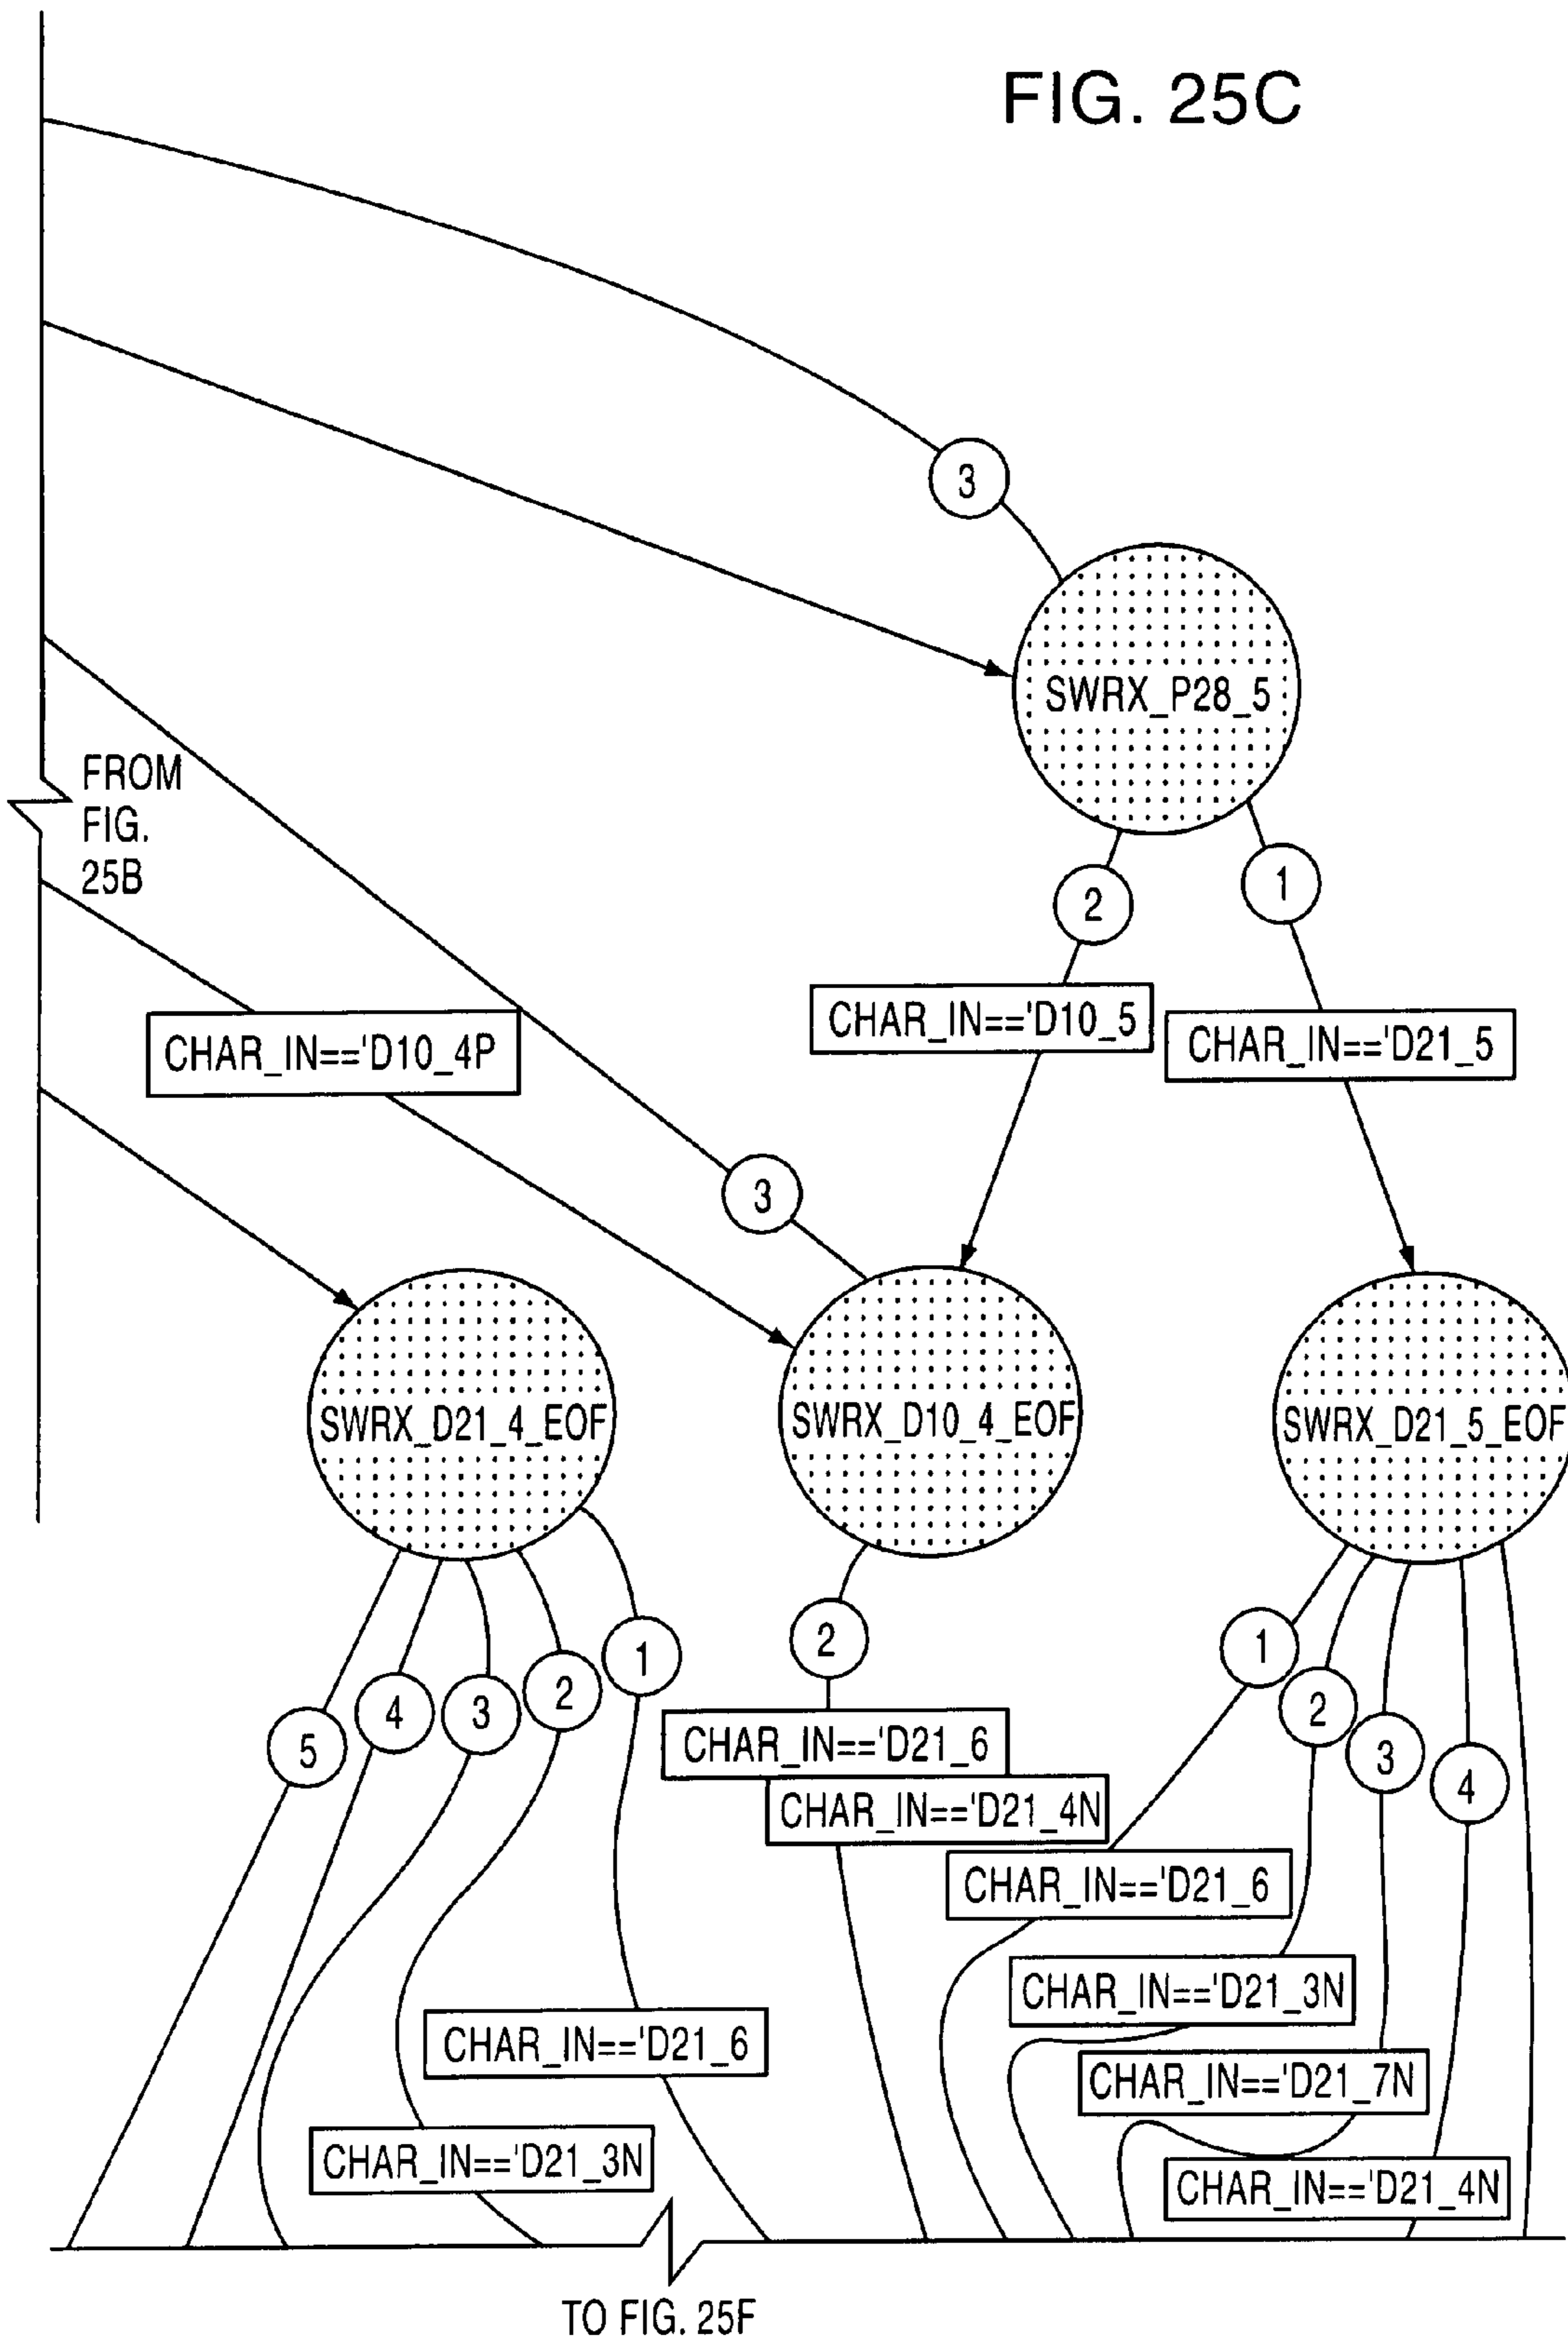 FIG. 25C
3
SWRX_P28_5
FROM
FIG.
25B
2
1
CHAR_IN=='D10_5
CHAR_IN=='D21_5
CHAR_IN=='D10_4P
3
SWRX_D21_4_EOF
SWRX_D10_4_EOF
SWRX_D21_5_EOF
5
4
3
2
1
2
1
2
3
4
CHAR_IN=='D21_6
CHAR_IN=='D21_4N
CHAR_IN=='D21_6
CHAR_IN=='D21_3N
CHAR_IN=='D21_6
CHAR_IN=='D21_7N
CHAR_IN=='D21_3N
CHAR_IN=='D21_4N
TO FIG. 25F